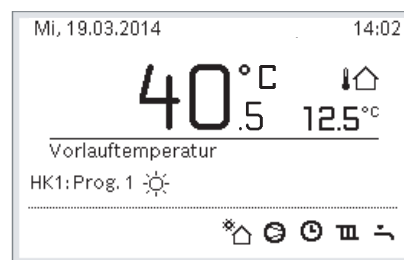 Mi, 19.03.2014 14:02
40.5 °C
12.5°C
Vorlauftemperatur
HK1: Prog. 1